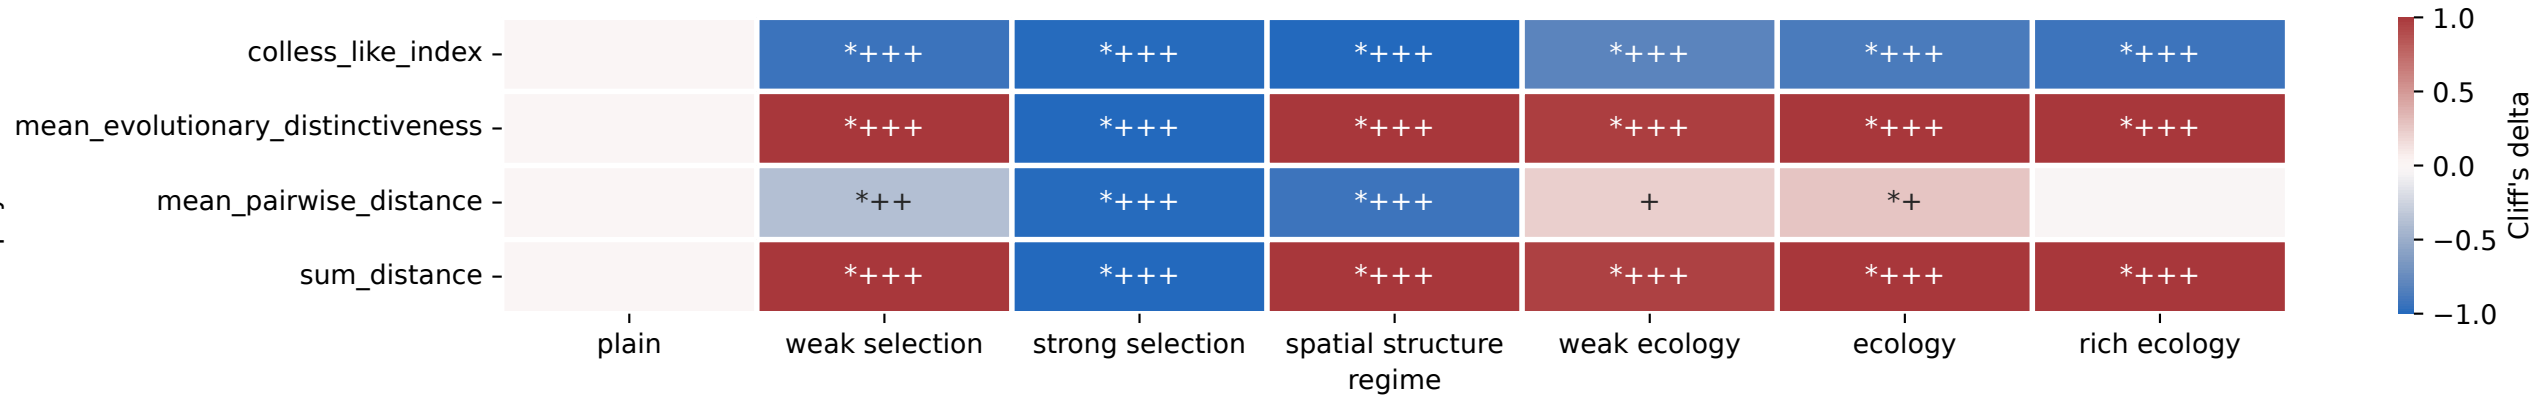 colless_like_index *+++ *+++ *+++ *+++ *+++ *+++
mean_evolutionary_distinctiveness *+++ *+++ *+++ *+++ *+++ *+++
mean_pairwise_distance *++ *+++ *+++ + *+
sum_distance *+++ *+++ *+++ *+++ *+++ *+++
plain weak selection strong selection spatial structure weak ecology ecology rich ecology
regime
1.0
0.5
0.0
−0.5
−1.0
Cliff's delta